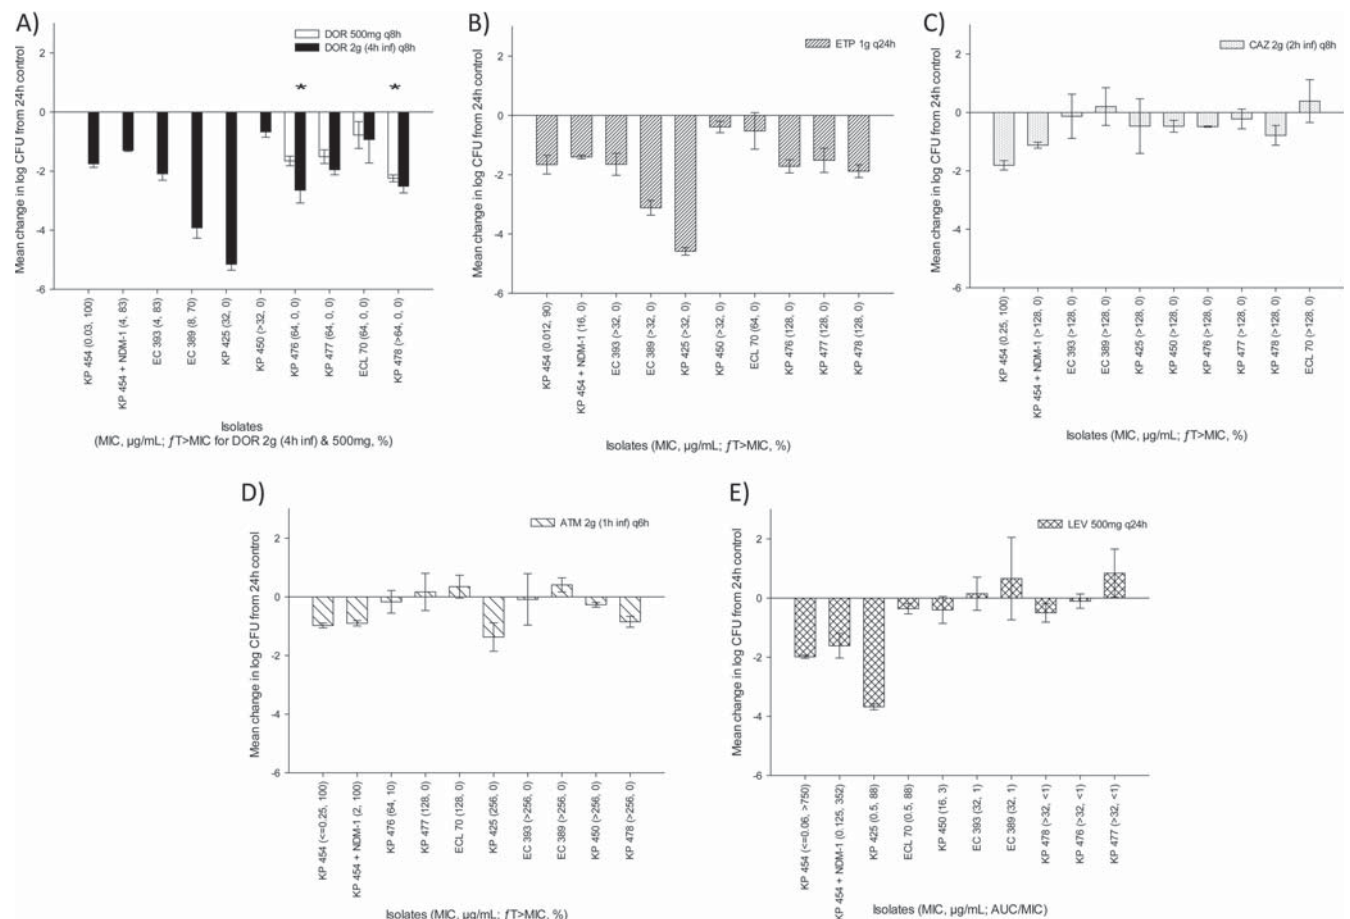 A)
DOR 500mg q8h
DOR 2g (4h inf) q8h
Mean change in log CFU from 24h control
2
0
-2
-4
-6
*
*
KP 454 (0.03, 100)
KP 454 + NDM-1 (4, 83)
EC 393 (4, 83)
EC 389 (8, 70)
KP 425 (32, 0)
KP 450 (>32, 0)
KP 476 (64, 0, 0)
KP 477 (64, 0, 0)
ECL 70 (64, 0, 0)
KP 478 (>64, 0, 0)
Isolates
(MIC, µg/mL; ƒT>MIC for DOR 2g (4h inf) & 500mg, %)
B)
ETP 1g q24h
Mean change in log CFU from 24h control
2
0
-2
-4
-6
KP 454 (0.012, 90)
KP 454 + NDM-1 (16, 0)
EC 393 (>32, 0)
EC 389 (>32, 0)
KP 425 (>32, 0)
KP 450 (>32, 0)
ECL 70 (64, 0)
KP 476 (128, 0)
KP 477 (128, 0)
KP 478 (128, 0)
Isolates (MIC, µg/mL; ƒT>MIC, %)
C)
CAZ 2g (2h inf) q8h
Mean change in log CFU from 24h control
2
0
-2
-4
-6
KP 454 (0.25, 100)
KP 454 + NDM-1 (>128, 0)
EC 393 (>128, 0)
EC 389 (>128, 0)
KP 425 (>128, 0)
KP 450 (>128, 0)
KP 476 (>128, 0)
KP 477 (>128, 0)
KP 478 (>128, 0)
ECL 70 (>128, 0)
Isolates (MIC, µg/mL; ƒT>MIC, %)
D)
ATM 2g (1h inf) q6h
Mean change in log CFU from 24h control
2
0
-2
-4
-6
KP 454 (<=0.25, 100)
KP 454 + NDM-1 (2, 100)
KP 476 (64, 10)
KP 477 (128, 0)
ECL 70 (128, 0)
KP 425 (256, 0)
EC 393 (>256, 0)
EC 389 (>256, 0)
KP 450 (>256, 0)
KP 478 (>256, 0)
Isolates (MIC, µg/mL; ƒT>MIC, %)
E)
LEV 500mg q24h
Mean change in log CFU from 24h control
2
0
-2
-4
-6
KP 454 (<=0.06, >750)
KP 454 + NDM-1 (0.125, 352)
KP 425 (0.5, 88)
ECL 70 (0.5, 88)
KP 450 (16, 3)
EC 393 (32, 1)
EC 389 (32, 1)
KP 478 (>32, <1)
KP 476 (>32, <1)
KP 477 (>32, <1)
Isolates (MIC, µg/mL; AUC/MIC)